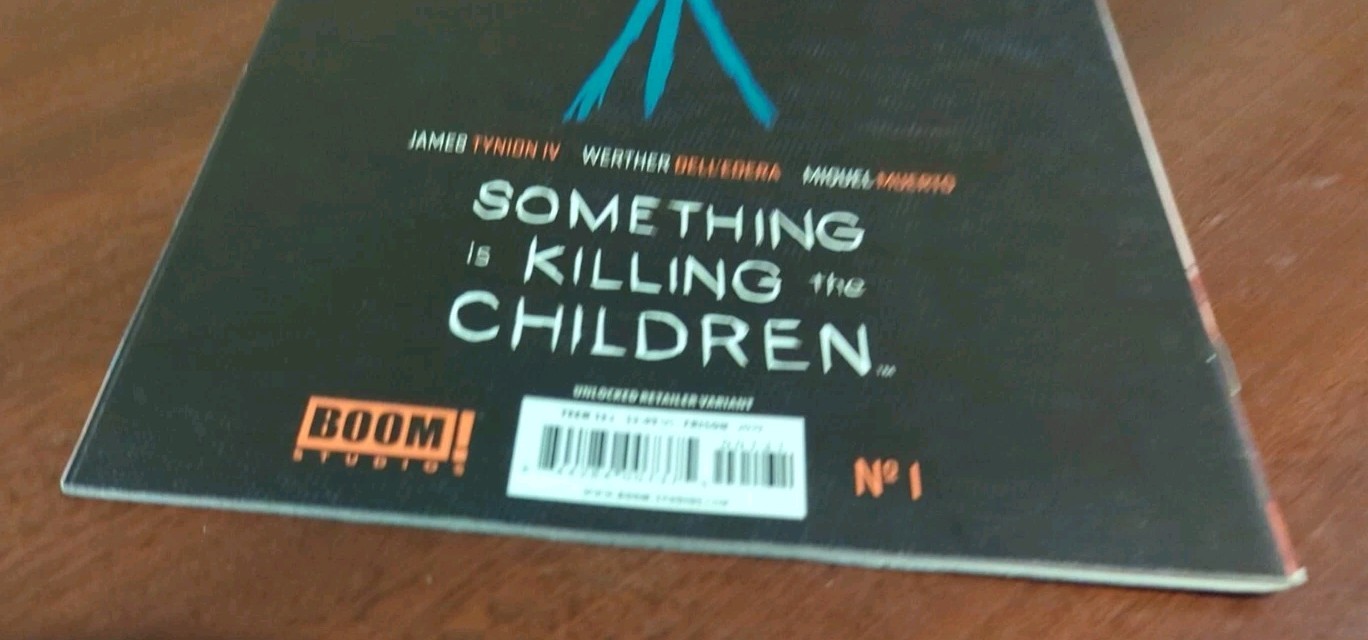 JAMES TYNION IV WERTHER DELL'EDERA MIQUEL MUERTO
SOMETHING
is KILLING the
CHILDREN™
UNLOCKED RETAILER VARIANT
BOOM!
STUDIOS
Nº 1